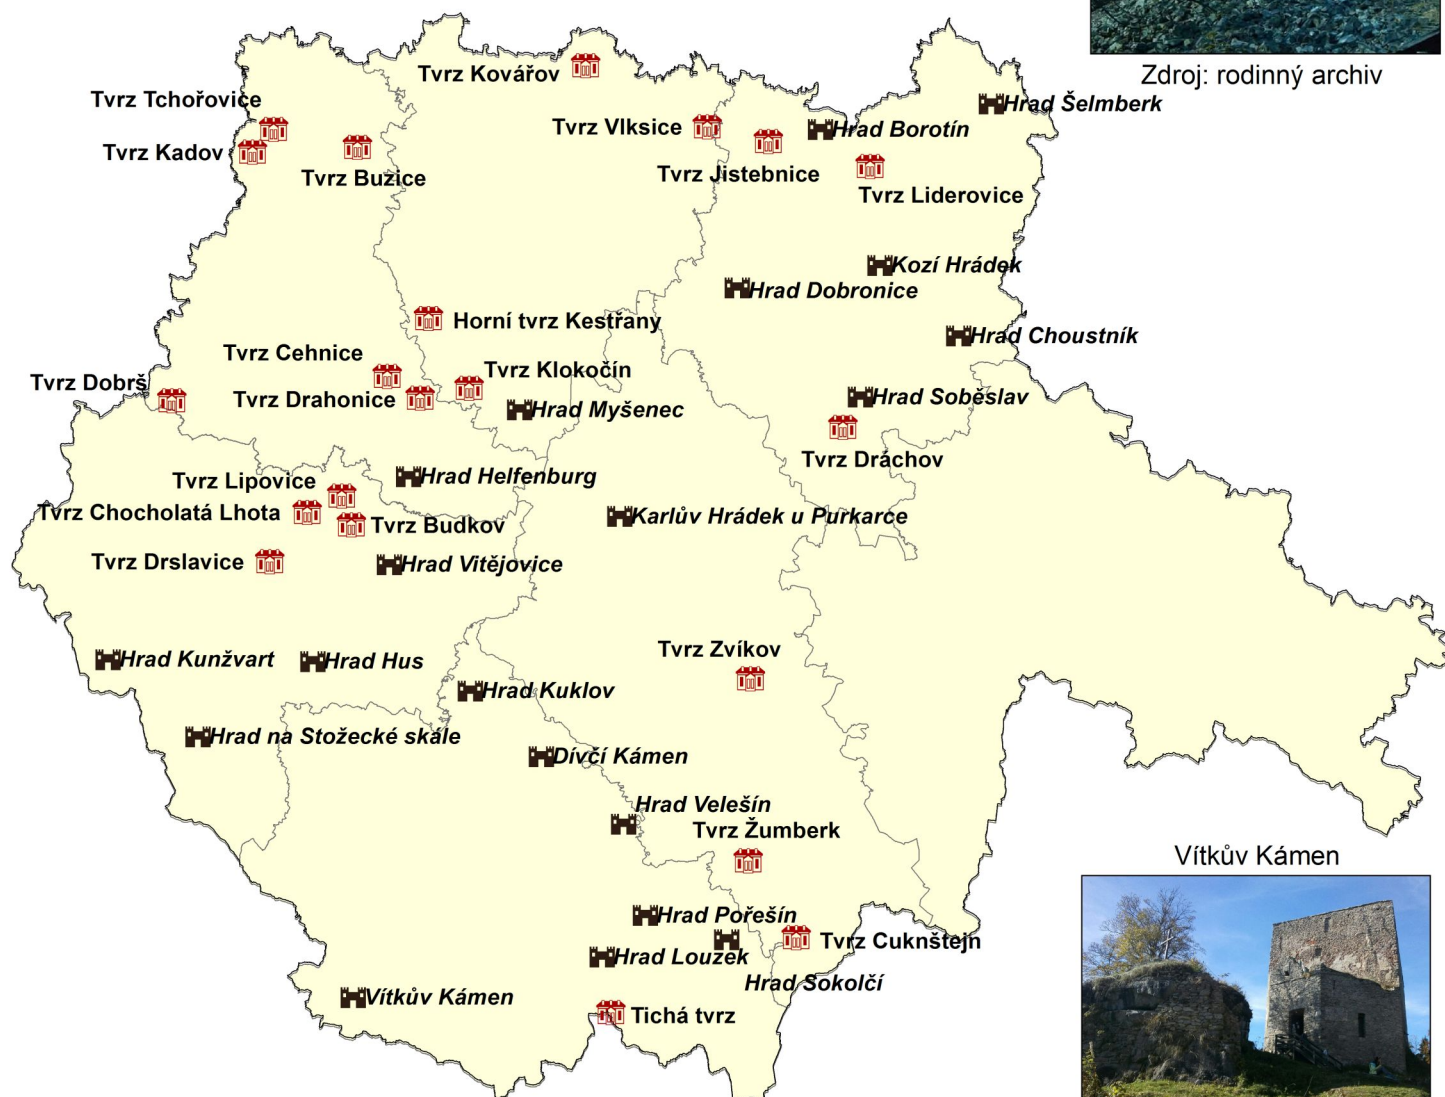 Zdroj: rodinný archiv
Tvrz Kovářov
Tvrz Tchořovice
Hrad Šelmberk
Tvrz Vlksice
Hrad Borotín
Tvrz Kadov
Tvrz Buzice
Tvrz Jistebnice
Tvrz Liderovice
Kozí Hrádek
Hrad Dobronice
Horní tvrz Kestřany
Hrad Choustník
Tvrz Cehnice
Tvrz Klokočín
Tvrz Dobrš
Tvrz Drahonice
Hrad Soběslav
Hrad Myšenec
Tvrz Dráchov
Hrad Helfenburg
Tvrz Lipovice
Tvrz Chocholatá Lhota
Karlův Hrádek u Purkarce
Tvrz Budkov
Tvrz Drslavice
Hrad Vitějovice
Tvrz Zvíkov
Hrad Kunžvart
Hrad Hus
Hrad Kuklov
Hrad na Stožecké skále
Dívčí Kámen
Hrad Velešín
Tvrz Žumberk
Vítkův Kámen
Hrad Pořešín
Tvrz Cuknštejn
Hrad Louzek
Hrad Sokolčí
Vítkův Kámen
Tichá tvrz